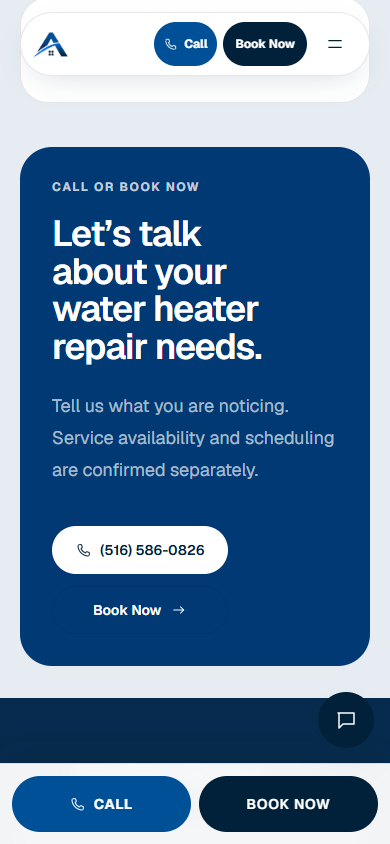 Call
Book Now
CALL OR BOOK NOW
Let’s talk
about your
water heater
repair needs.
Tell us what you are noticing.
Service availability and scheduling
are confirmed separately.
(516) 586-0826
Book Now
CALL
BOOK NOW